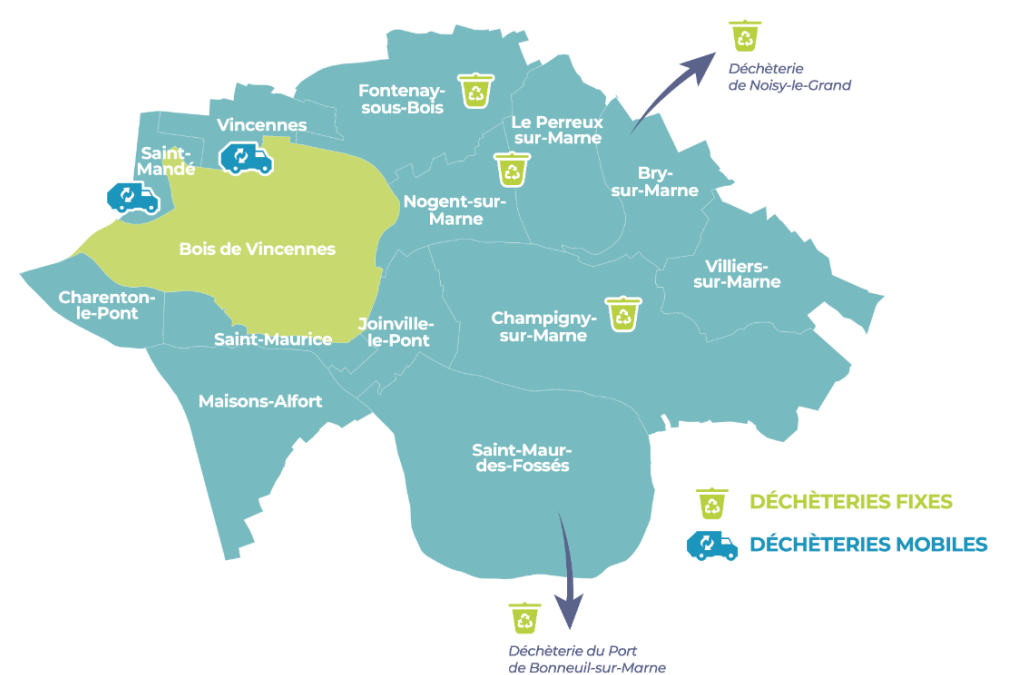 Déchèterie
de Noisy-le-Grand
Fontenay-
sous-Bois
Vincennes
Le Perreux
sur-Marne
Saint-
Mandé
Bry-
sur-Marne
Nogent-sur-
Marne
Bois de Vincennes
Villiers-
sur-Marne
Charenton-
le-Pont
Saint-Maurice
Joinville-
le-Pont
Champigny-
sur-Marne
Maisons-Alfort
Saint-Maur-
des-Fossés
DÉCHÈTERIES FIXES
DÉCHÈTERIES MOBILES
Déchèterie du Port
de Bonneuil-sur-Marne